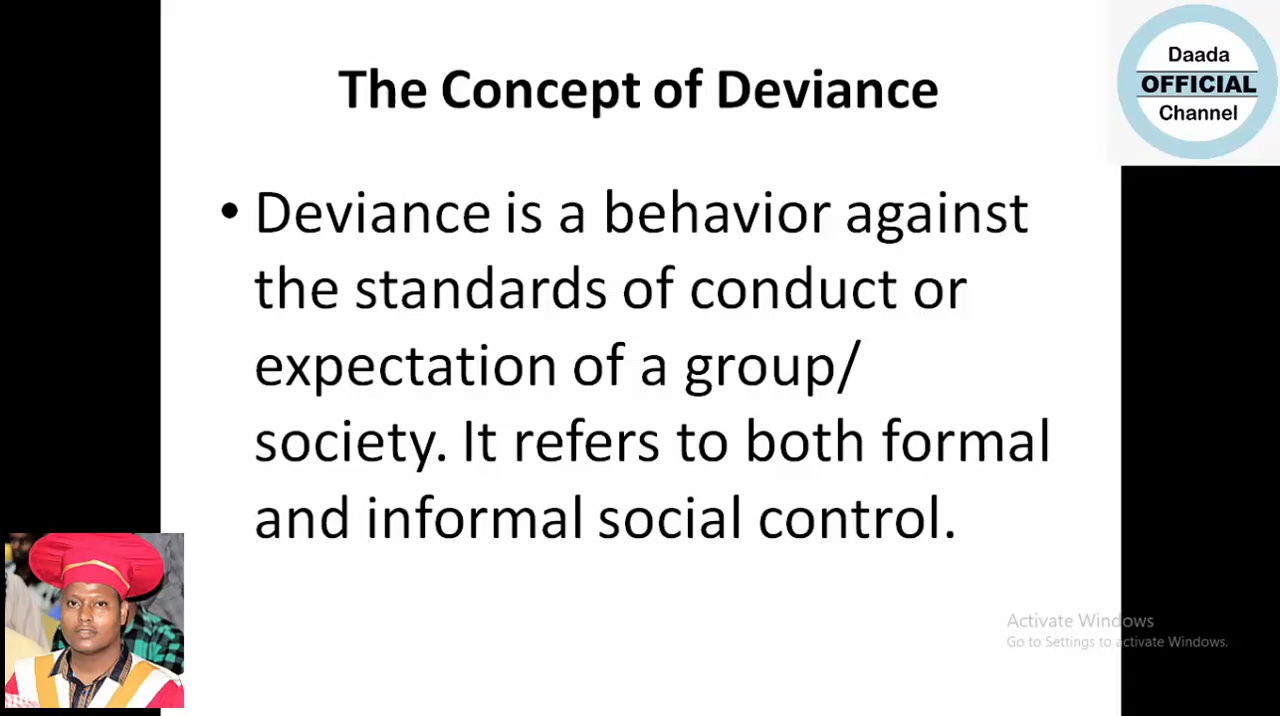 The Concept of Deviance
Daada
OFFICIAL
Channel
• Deviance is a behavior against
the standards of conduct or
expectation of a group/
society. It refers to both formal
and informal social control.
Activate Windows
Go to Settings to activate Windows.